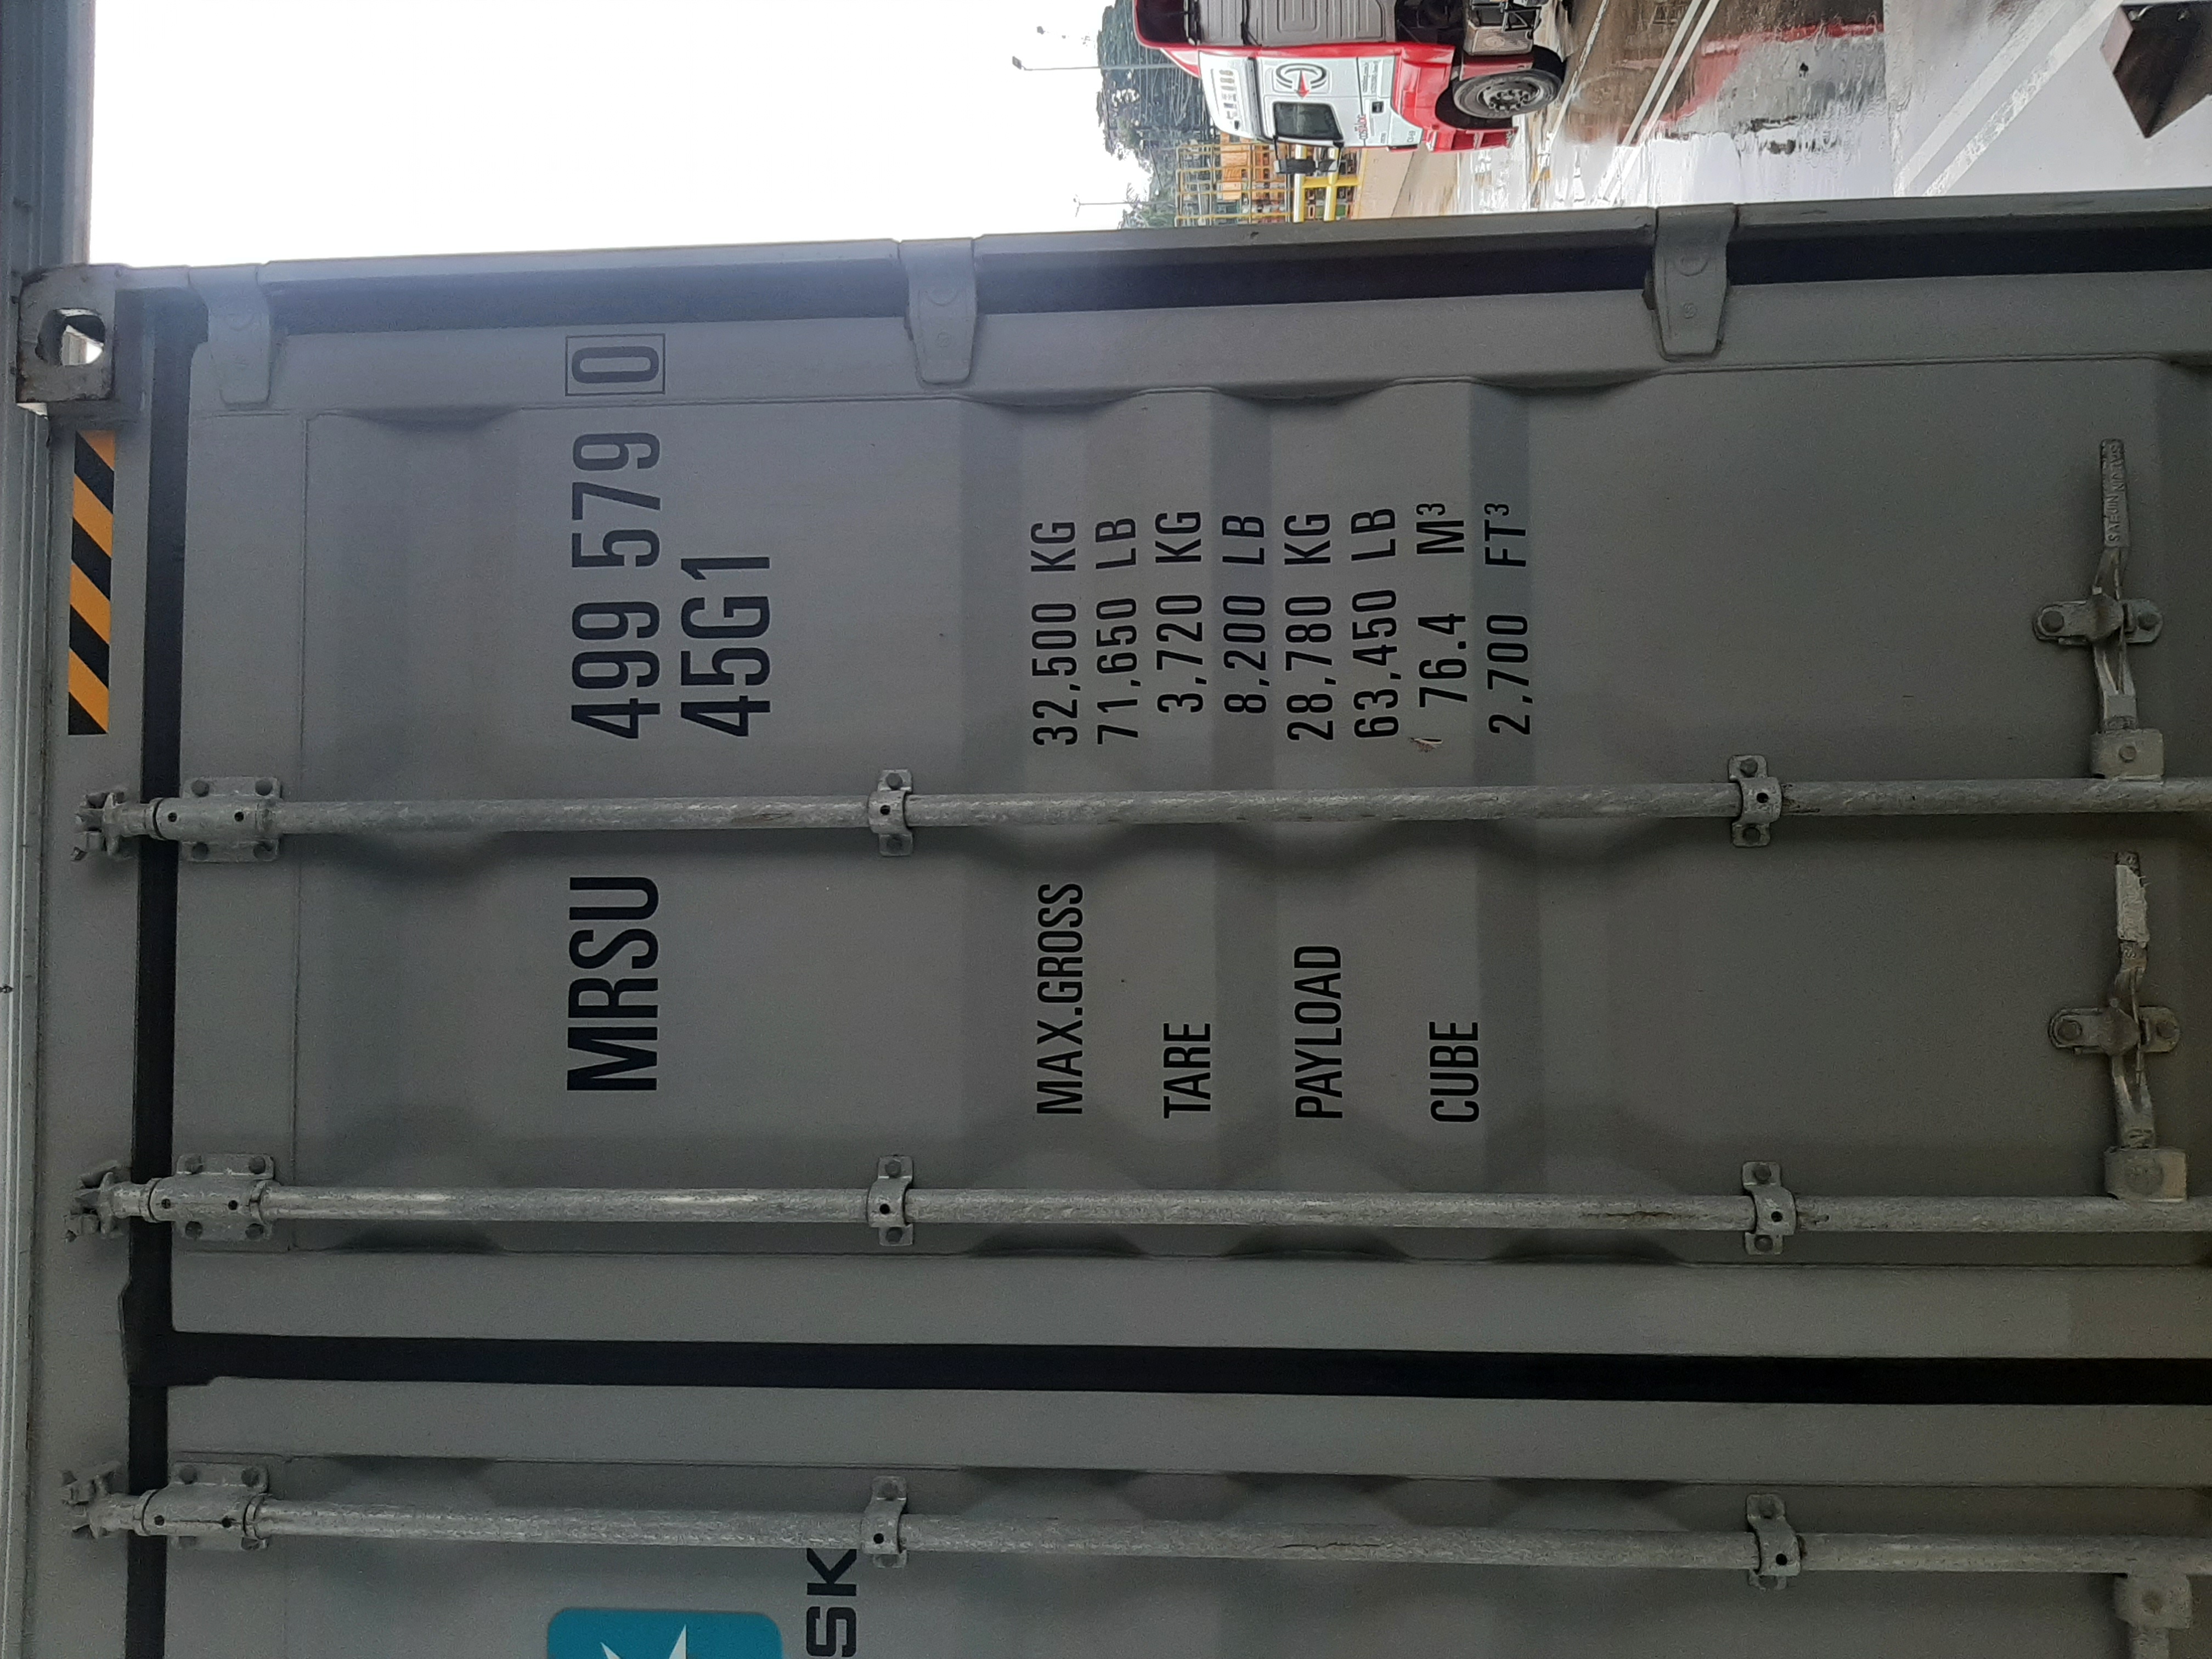 MRSU 499 579 0
45G1
MAX.GROSS 32,500 KG
71,650 LB
TARE 3,720 KG
8,200 LB
PAYLOAD 28,780 KG
63,450 LB
CUBE 76.4 M³
2,700 FT³
SK